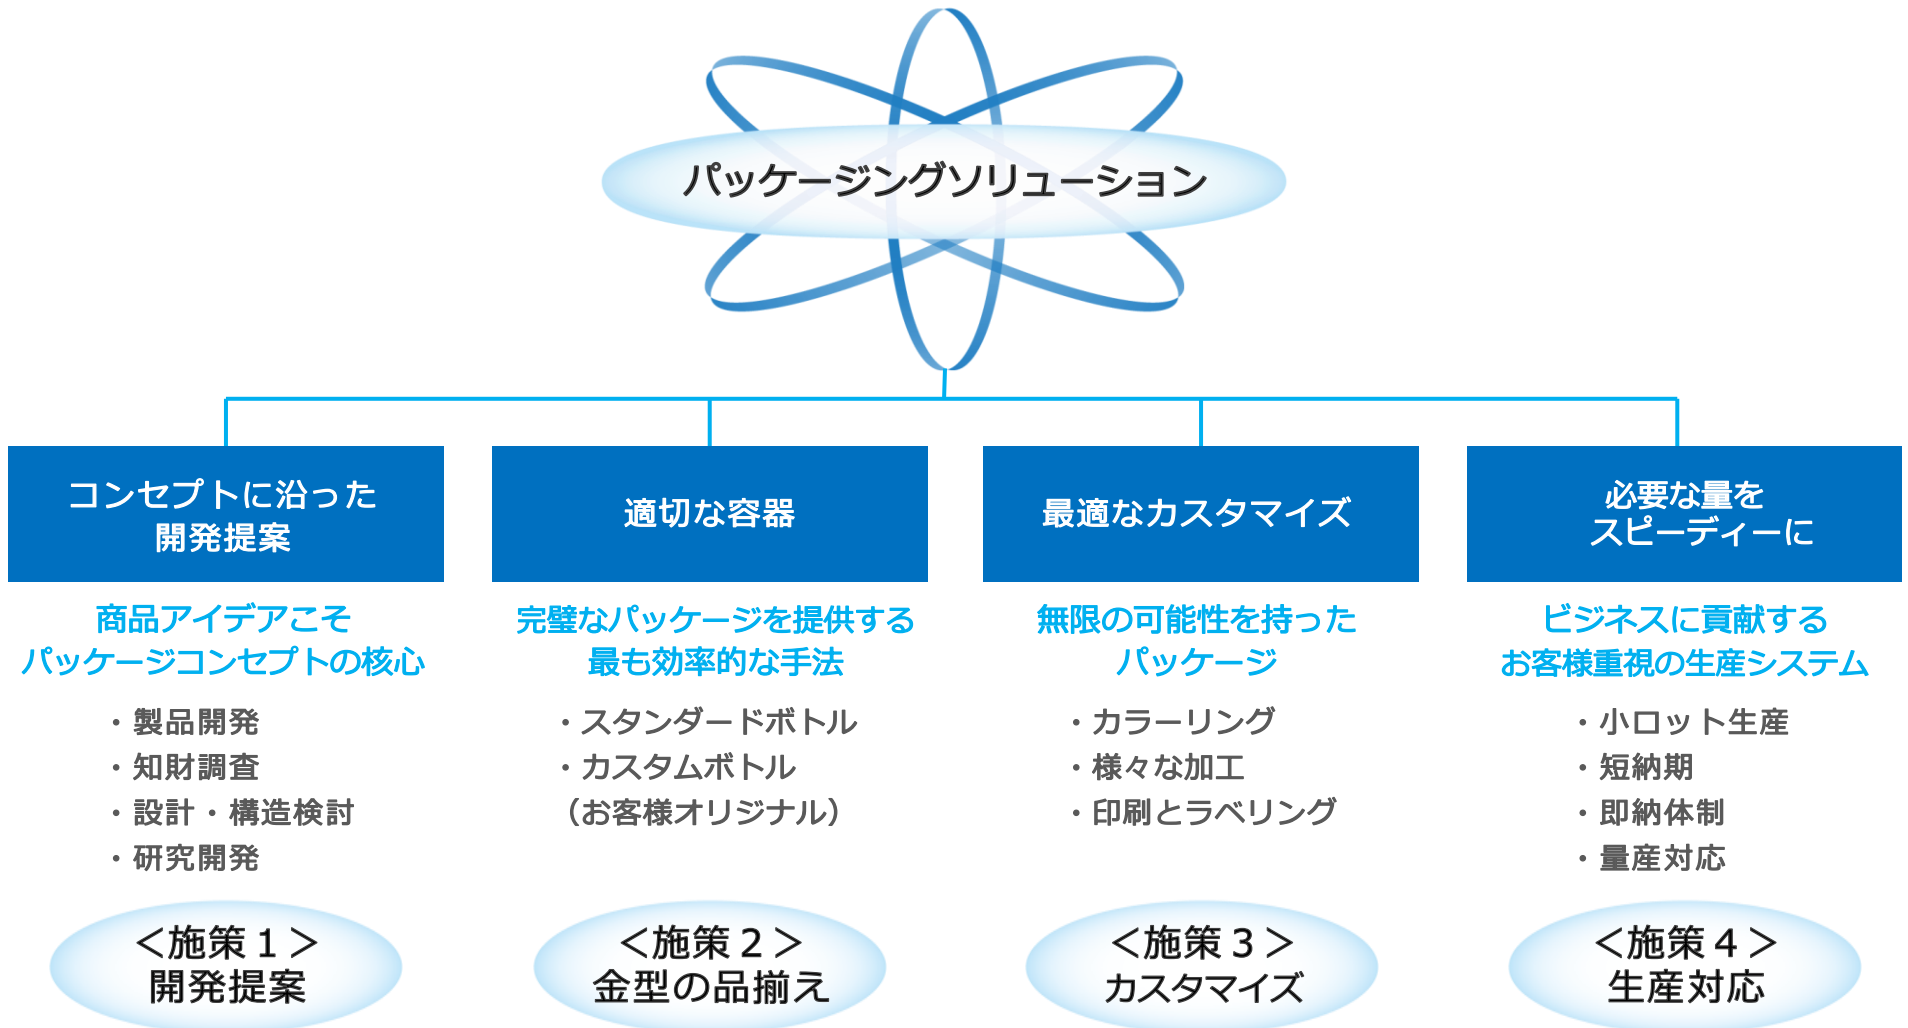 パッケージングソリューション
コンセプトに沿った
開発提案
商品アイデアこそ
パッケージコンセプトの核心
・製品開発
・知財調査
・設計・構造検討
・研究開発
＜施策１＞
開発提案
適切な容器
完璧なパッケージを提供する
最も効率的な手法
・スタンダードボトル
・カスタムボトル
（お客様オリジナル）
＜施策２＞
金型の品揃え
最適なカスタマイズ
無限の可能性を持った
パッケージ
・カラーリング
・様々な加工
・印刷とラベリング
＜施策３＞
カスタマイズ
必要な量を
スピーディーに
ビジネスに貢献する
お客様重視の生産システム
・小ロット生産
・短納期
・即納体制
・量産対応
＜施策４＞
生産対応